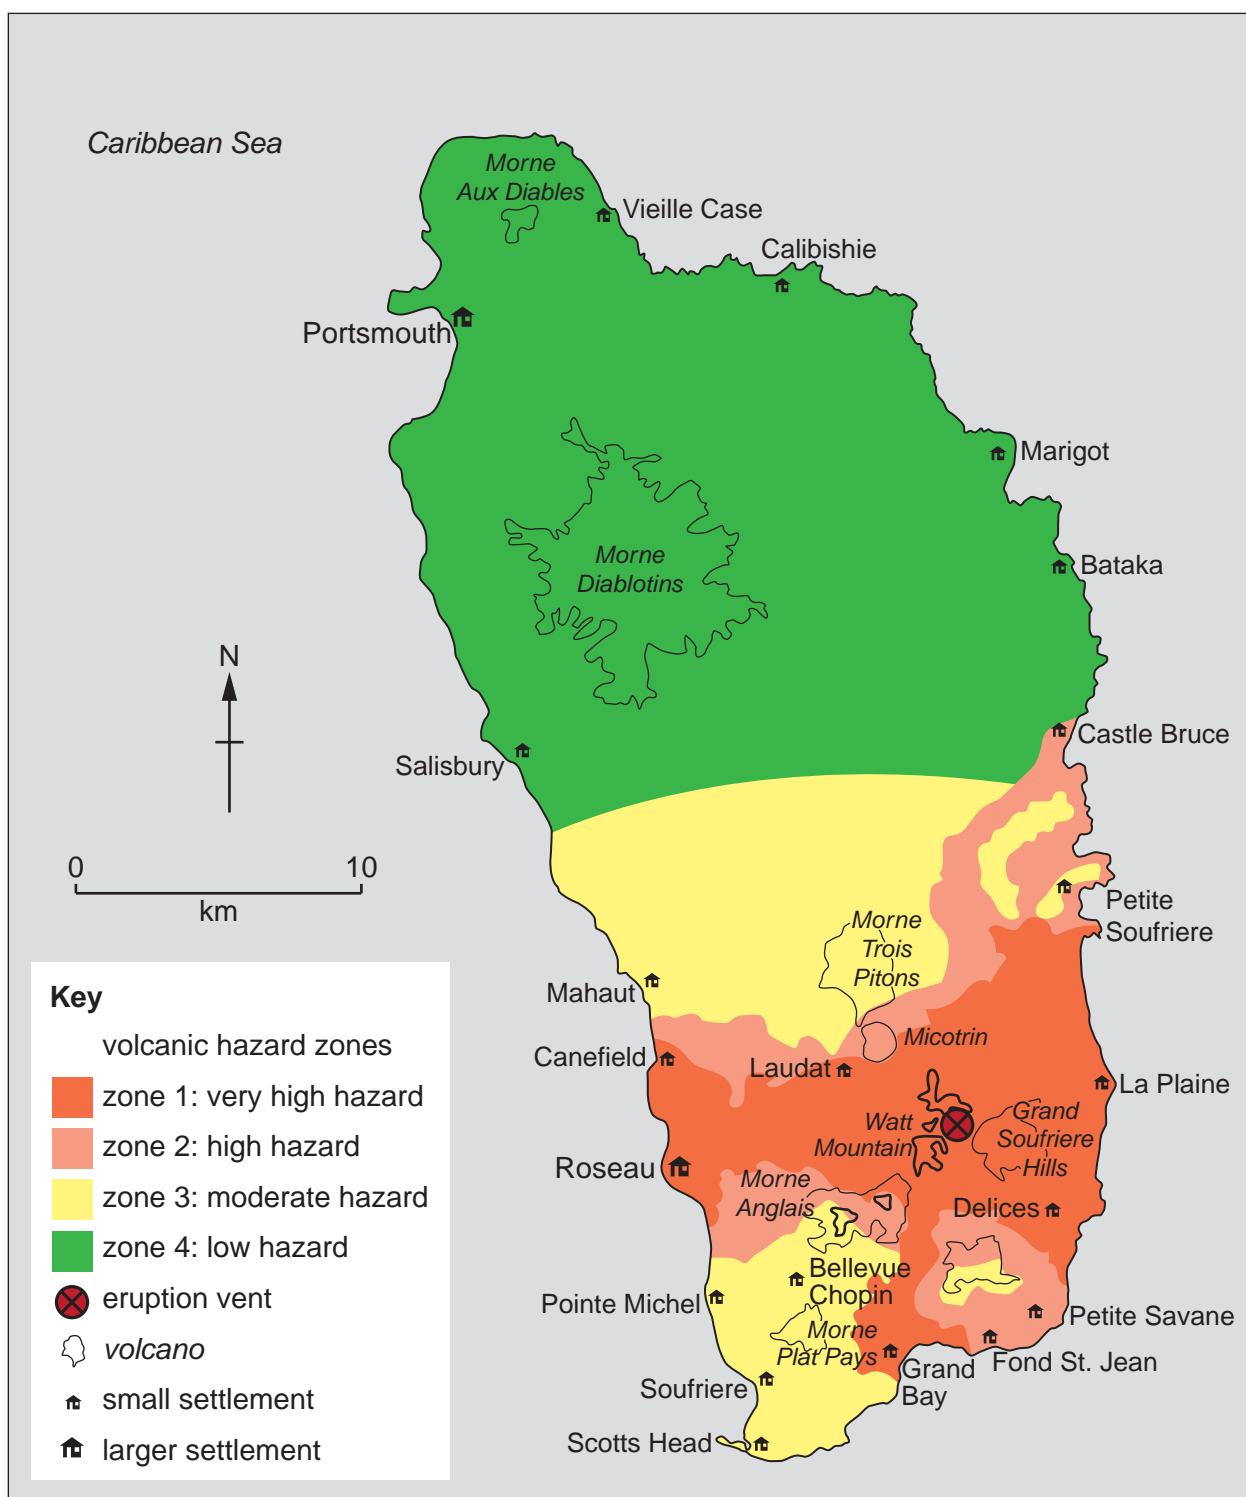 Caribbean Sea
Morne
Aux Diables
Vieille Case
Calibishie
Portsmouth
Marigot
Morne
Diablotins
Bataka
N
Castle Bruce
Salisbury
0 10
km
Petite
Soufriere
Morne
Trois
Pitons
Mahaut
Micotrin
Canefield
Laudat
La Plaine
Watt
Mountain
Grand
Soufriere
Hills
Roseau
Morne
Anglais
Delices
Bellevue
Chopin
Pointe Michel
Petite Savane
Morne
Plat Pays
Fond St. Jean
Grand
Bay
Soufriere
Scotts Head
Key
volcanic hazard zones
zone 1: very high hazard
zone 2: high hazard
zone 3: moderate hazard
zone 4: low hazard
eruption vent
volcano
small settlement
larger settlement